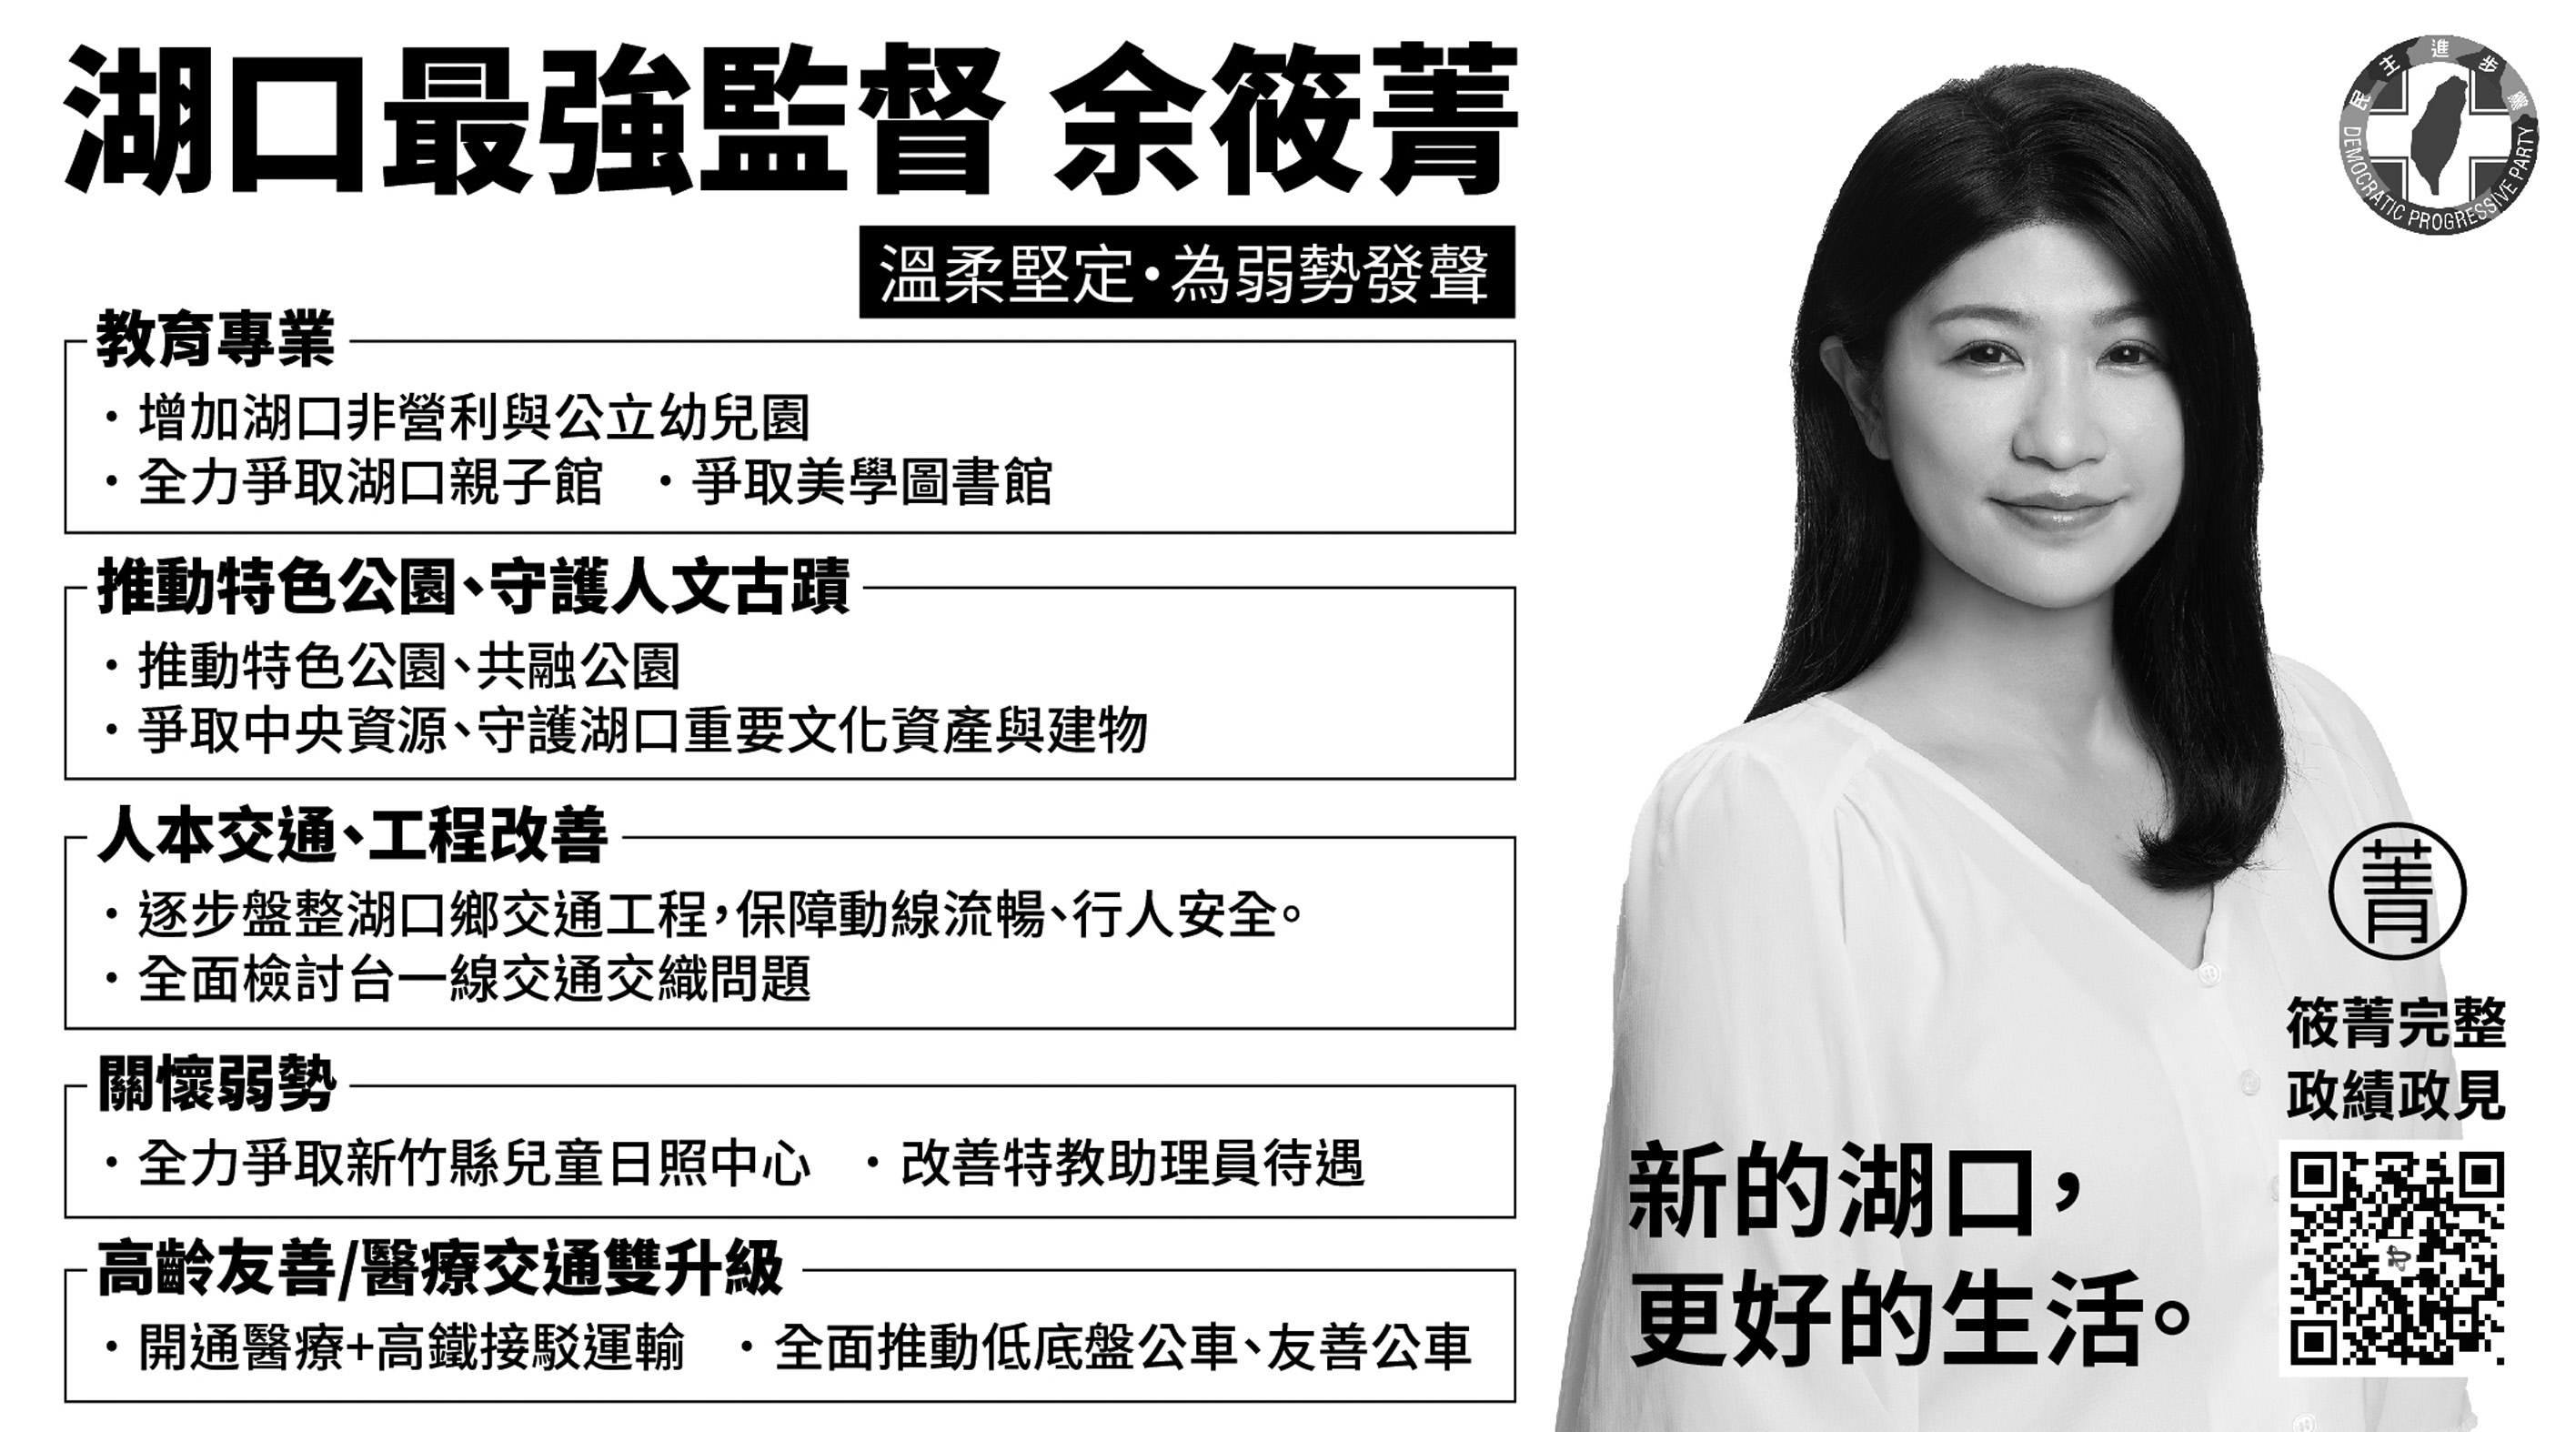 湖口最強監督 余筱菁
溫柔堅定・為弱勢發聲
教育專業
・增加湖口非營利與公立幼兒園
・全力爭取湖口親子館 ・爭取美學圖書館
推動特色公園、守護人文古蹟
・推動特色公園、共融公園
・爭取中央資源、守護湖口重要文化資產與建物
人本交通、工程改善
・逐步盤整湖口鄉交通工程，保障動線流暢、行人安全。
・全面檢討台一線交通交織問題
關懷弱勢
・全力爭取新竹縣兒童日照中心 ・改善特教助理員待遇
高齡友善/醫療交通雙升級
・開通醫療+高鐵接駁運輸 ・全面推動低底盤公車、友善公車
民主進步黨
DEMOCRATIC PROGRESSIVE PARTY
菁
筱菁完整
政績政見
新的湖口，
更好的生活。